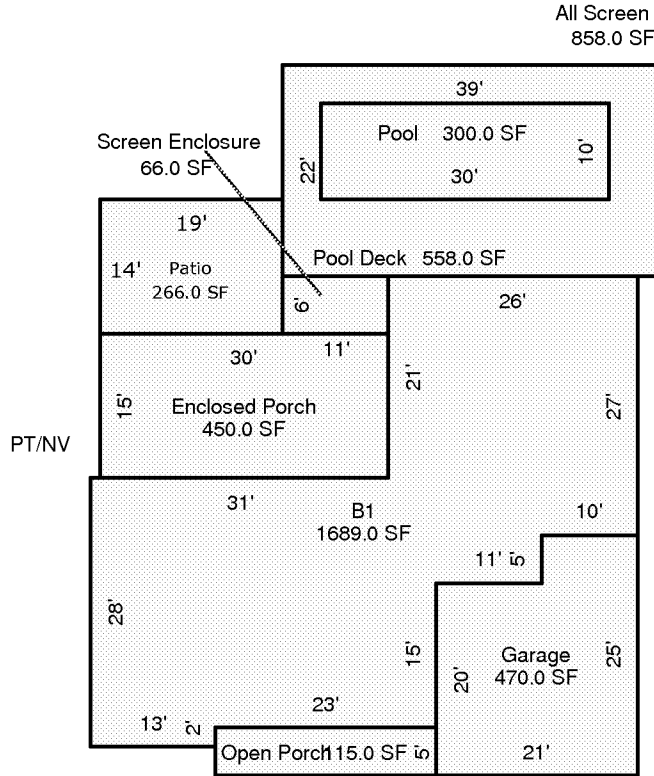 All Screen
858.0 SF
39'
Pool 300.0 SF
10'
22'
30'
Screen Enclosure
66.0 SF
19'
14'
Patio
266.0 SF
Pool Deck 558.0 SF
6'
26'
11'
30'
21'
15'
Enclosed Porch
450.0 SF
27'
PT/NV
31'
B1
1689.0 SF
10'
11'
5'
28'
15'
Garage
470.0 SF
25'
20'
23'
13'
2'
Open Porch 115.0 SF
5'
21'